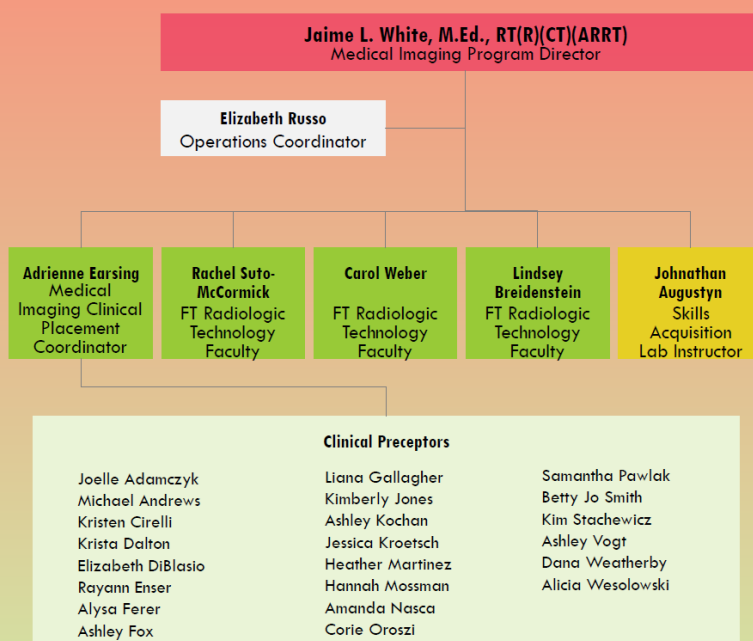 Jaime L. White, M.Ed., RT(R)(CT)(ARRT)
Medical Imaging Program Director
Elizabeth Russo
Operations Coordinator
Adrienne Earsing
Medical
Imaging Clinical
Placement
Coordinator
Rachel Suto-
McCormick
FT Radiologic
Technology
Faculty
Carol Weber
FT Radiologic
Technology
Faculty
Lindsey
Breidenstein
FT Radiologic
Technology
Faculty
Johnathan
Augustyn
Skills
Acquisition
Lab Instructor
Clinical Preceptors
Joelle Adamczyk
Michael Andrews
Kristen Cirelli
Krista Dalton
Elizabeth DiBlasio
Rayann Enser
Alysa Ferer
Ashley Fox
Liana Gallagher
Kimberly Jones
Ashley Kochan
Jessica Kroetsch
Heather Martinez
Hannah Mossman
Amanda Nasca
Corie Oroszi
Samantha Pawlak
Betty Jo Smith
Kim Stachewicz
Ashley Vogt
Dana Weatherby
Alicia Wesolowski